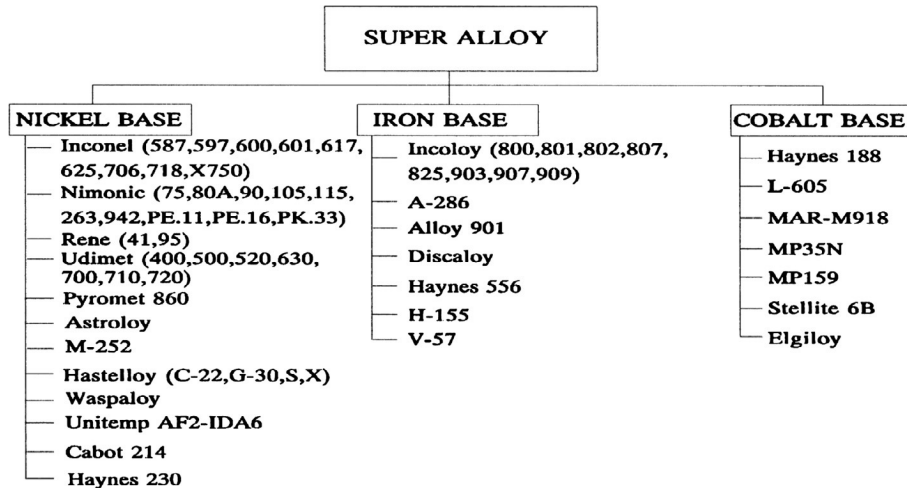 SUPER ALLOY
NICKEL BASE
Inconel (587,597,600,601,617,
625,706,718,X750)
Nimonic (75,80A,90,105,115,
263,942,PE.11,PE.16,PK.33)
Rene (41,95)
Udimet (400,500,520,630,
700,710,720)
Pyromet 860
Astroloy
M-252
Hastelloy (C-22,G-30,S,X)
Waspaloy
Unitemp AF2-IDA6
Cabot 214
Haynes 230
IRON BASE
Incoloy (800,801,802,807,
825,903,907,909)
A-286
Alloy 901
Discaloy
Haynes 556
H-155
V-57
COBALT BASE
Haynes 188
L-605
MAR-M918
MP35N
MP159
Stellite 6B
Elgiloy